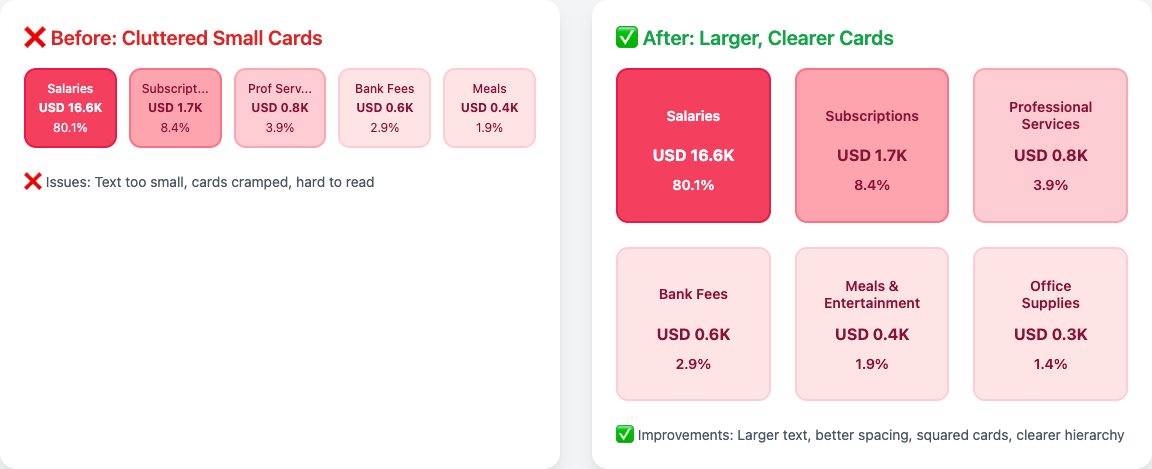 ❌ Before: Cluttered Small Cards
Salaries
USD 16.6K
80.1%
Subscript...
USD 1.7K
8.4%
Prof Serv...
USD 0.8K
3.9%
Bank Fees
USD 0.6K
2.9%
Meals
USD 0.4K
1.9%
❌ Issues: Text too small, cards cramped, hard to read
✅ After: Larger, Clearer Cards
Salaries
USD 16.6K
80.1%
Subscriptions
USD 1.7K
8.4%
Professional
Services
USD 0.8K
3.9%
Bank Fees
USD 0.6K
2.9%
Meals &
Entertainment
USD 0.4K
1.9%
Office
Supplies
USD 0.3K
1.4%
✅ Improvements: Larger text, better spacing, squared cards, clearer hierarchy